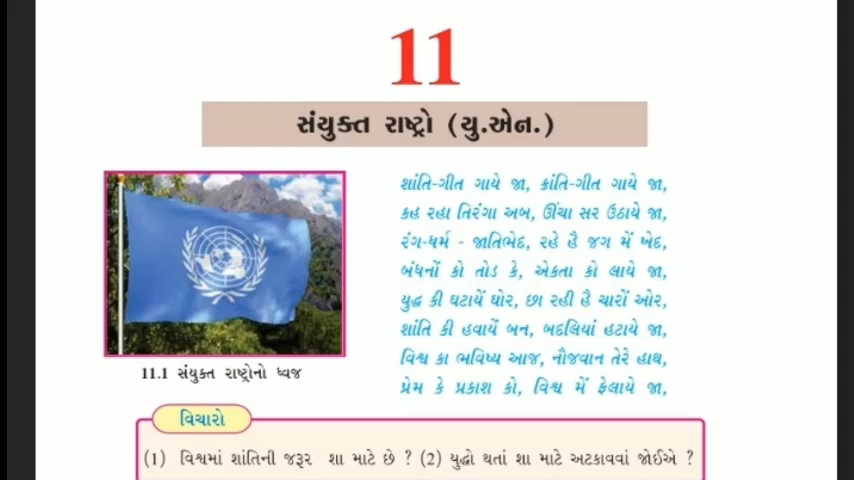 11
સંયુક્ત રાષ્ટ્રો (યુ.એન.)
શાંતિ-ગીત ગાયે જા, ક્રાંતિ-ગીત ગાયે જા,
કહ રહા તિરંગા અબ, ઊંચા સર ઉઠાયે જા,
રંગ-ધર્મ - જાતિભેદ, રહે હૈ જગ મેં ખેદ,
બંધનોં કો તોડ કે, એકતા કો લાયે જા,
યુદ્ધ કી ઘટાયેં ઘોર, છા રહી હૈ ચારોં ઓર,
શાંતિ કી હવાયેં બન, બદલિયાં હટાયે જા,
વિશ્વ કા ભવિષ્ય આજ, નૌજવાન તેરે હાથ,
પ્રેમ કે પ્રકાશ કો, વિશ્વ મેં ફેલાયે જા,
11.1 સંયુક્ત રાષ્ટ્રોનો ધ્વજ
વિચારો
(1) વિશ્વમાં શાંતિની જરૂર શા માટે છે ? (2) યુદ્ધો થતાં શા માટે અટકાવવાં જોઈએ ?